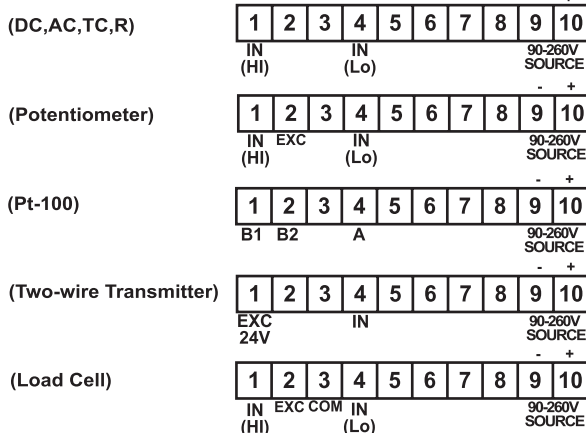 (DC,AC,TC,R) 1 2 3 4 5 6 7 8 9 10
IN IN 90-260V
(HI) (Lo) SOURCE
- +
(Potentiometer) 1 2 3 4 5 6 7 8 9 10
IN EXC IN 90-260V
(HI) (Lo) SOURCE
- +
(Pt-100) 1 2 3 4 5 6 7 8 9 10
B1 B2 A 90-260V
SOURCE
- +
(Two-wire Transmitter) 1 2 3 4 5 6 7 8 9 10
EXC IN 90-260V
24V SOURCE
- +
(Load Cell) 1 2 3 4 5 6 7 8 9 10
IN EXC COM IN 90-260V
(HI) (Lo) SOURCE